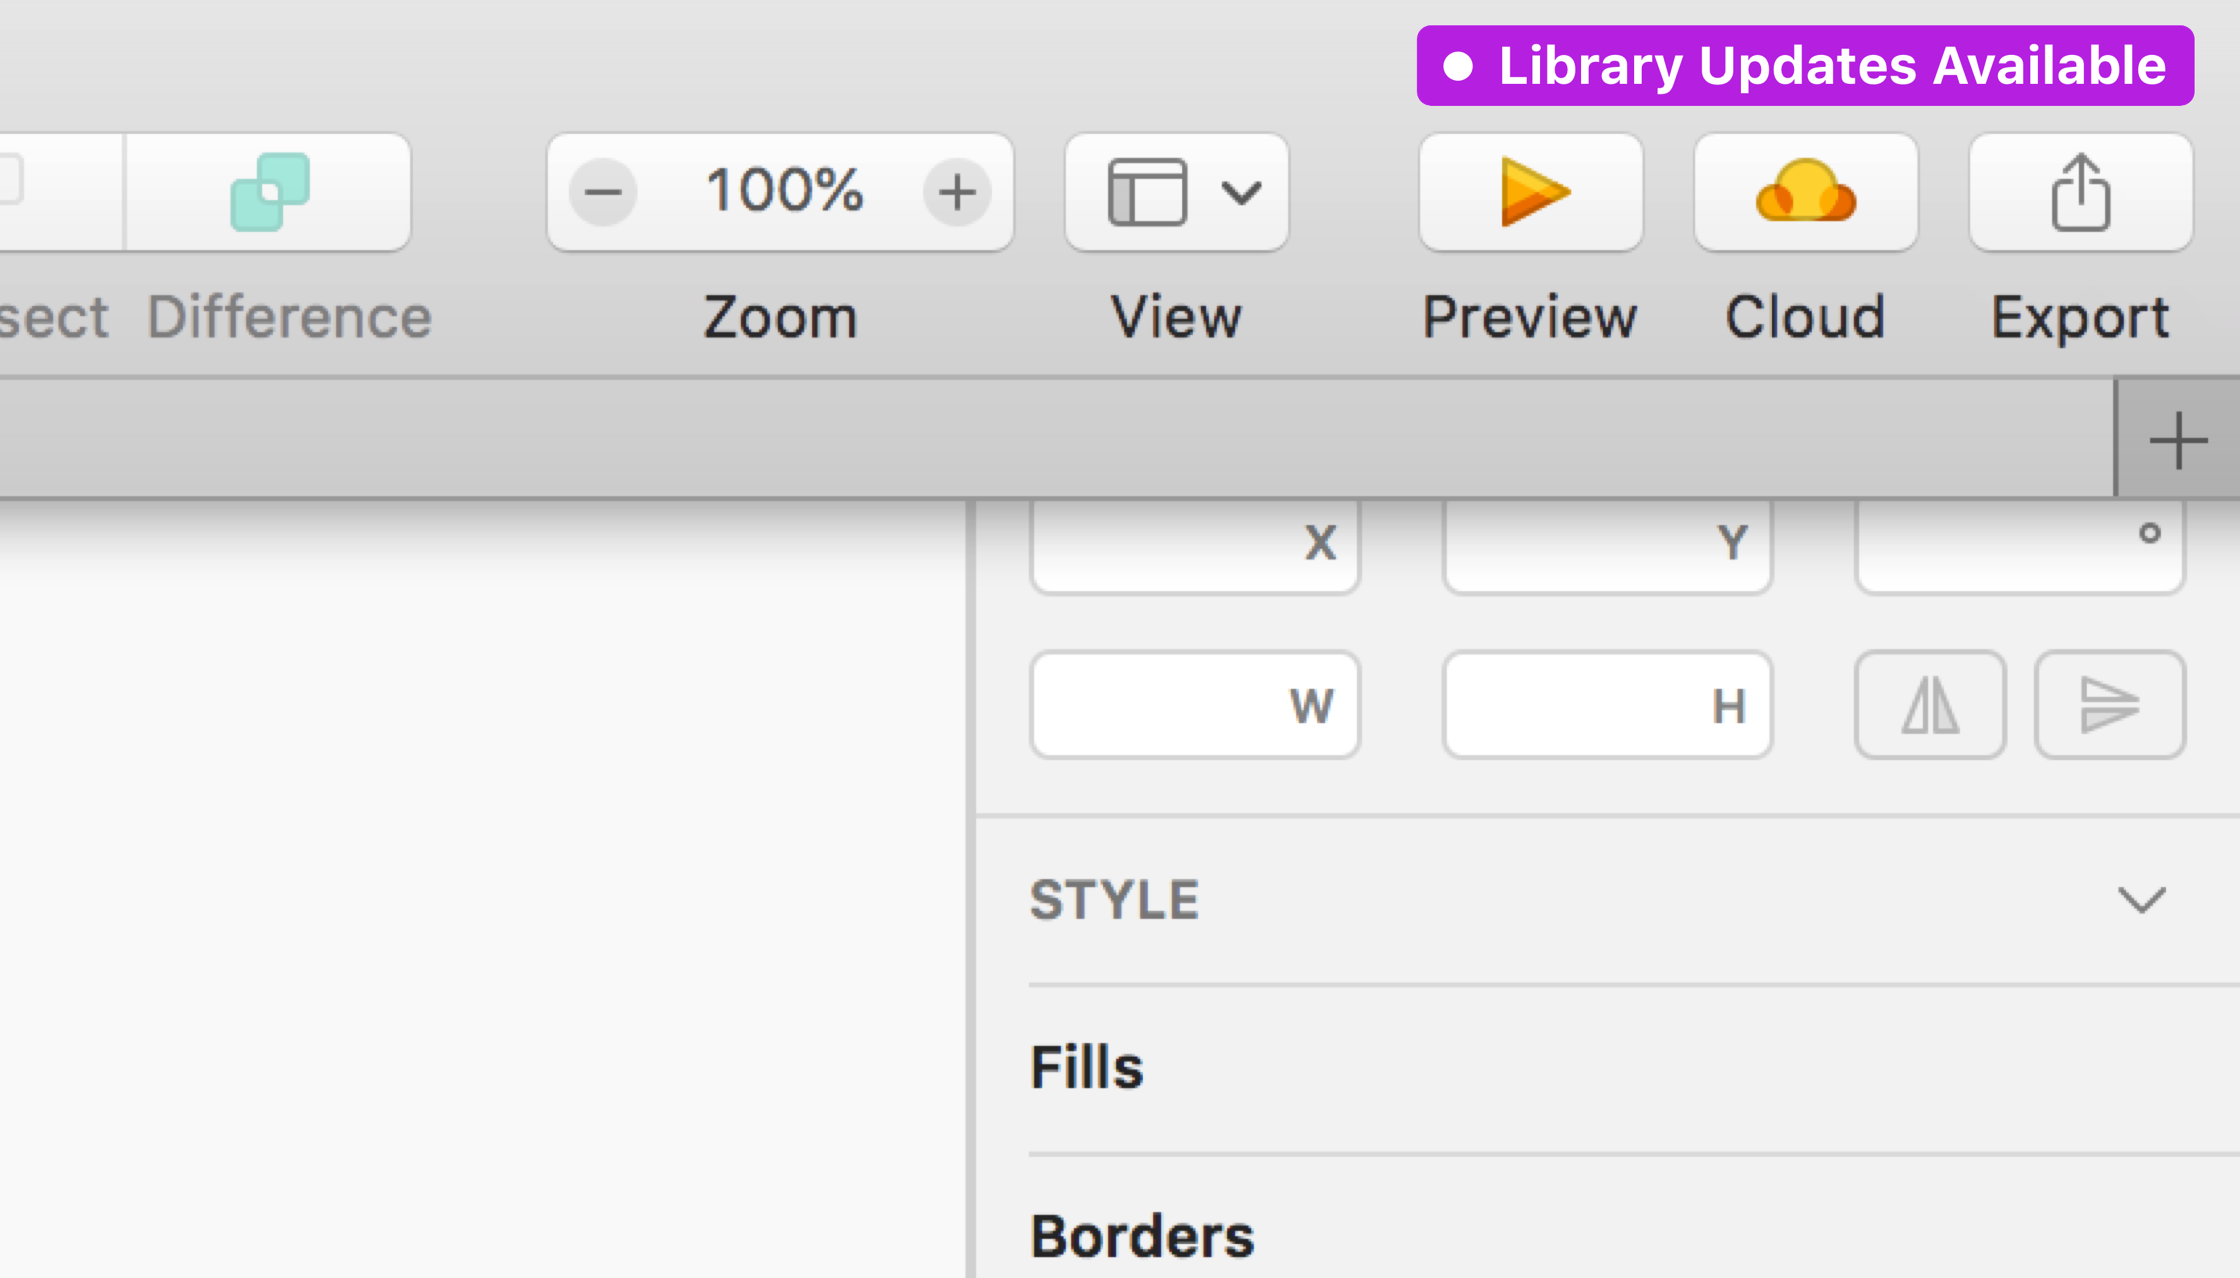 Library Updates Available
100%
sect Difference Zoom View Preview Cloud Export
X Y °
W H
STYLE
Fills
Borders